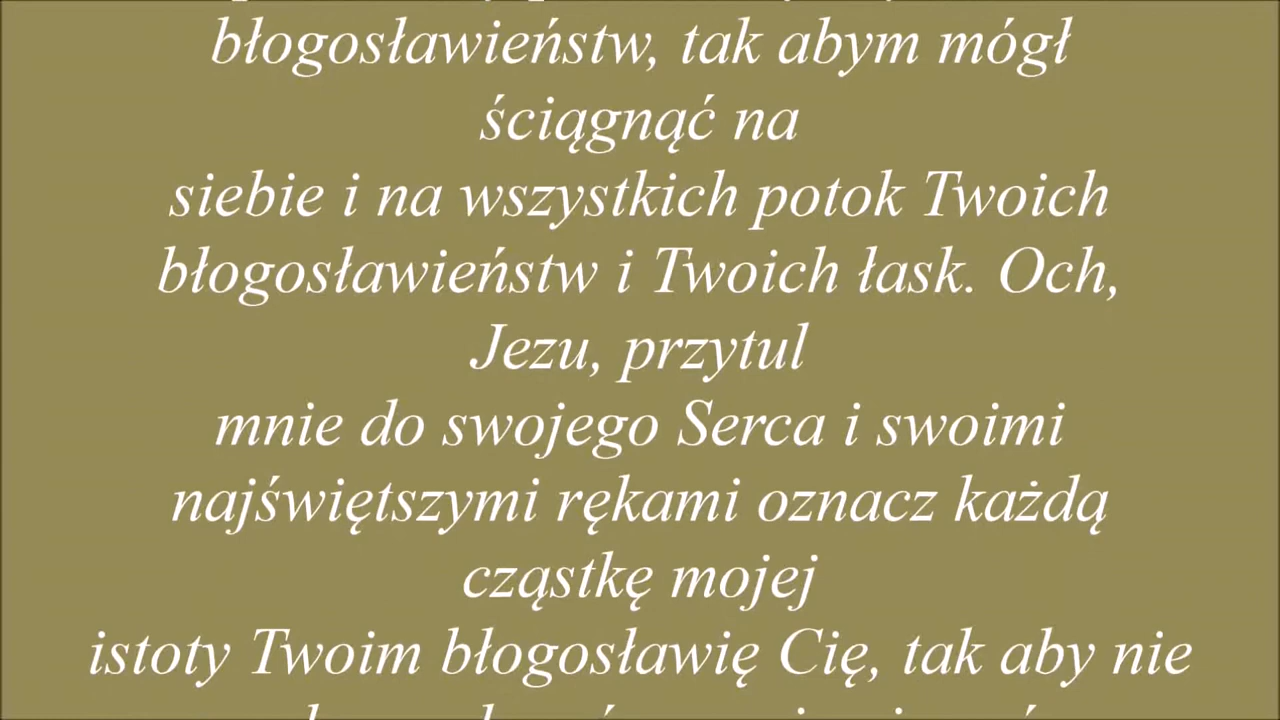 błogosławieństw, tak abym mógł
ściągnąć na
siebie i na wszystkich potok Twoich
błogosławieństw i Twoich łask. Och,
Jezu, przytul
mnie do swojego Serca i swoimi
najświętszymi rękami oznacz każdą
cząstkę mojej
istoty Twoim błogosławię Cię, tak aby nie